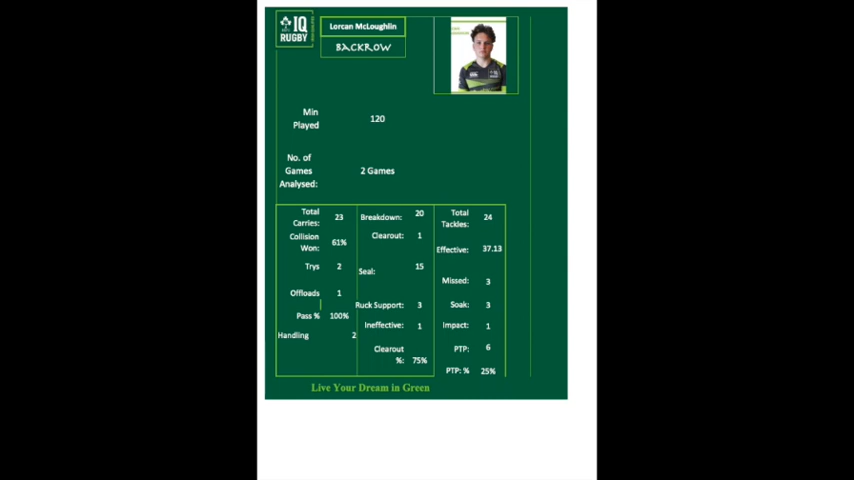 IQ
RUGBY
Lorcan McLoughlin
BACKROW
Min
Played
120
No. of
Games
Analysed:
2 Games
Total
Carries:
23
Collision
Won:
61%
Trys
2
Offloads
1
Pass %
100%
Handling
2
Breakdown:
20
Clearout:
1
Seal:
15
Ruck Support:
3
Ineffective:
1
Clearout
%:
75%
Total
Tackles:
24
Effective:
37.13
Missed:
3
Soak:
3
Impact:
1
PTP:
6
PTP: %
25%
Live Your Dream in Green